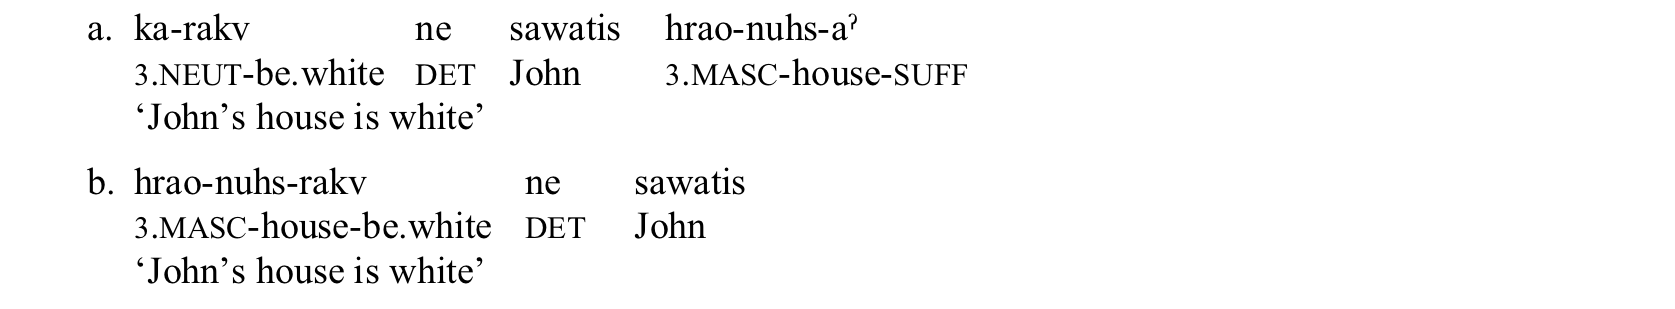 a. ka-rakv ne sawatis hrao-nuhs-aˀ
3.NEUT-be.white DET John 3.MASC-house-SUFF
‘John’s house is white’
b. hrao-nuhs-rakv ne sawatis
3.MASC-house-be.white DET John
‘John’s house is white’